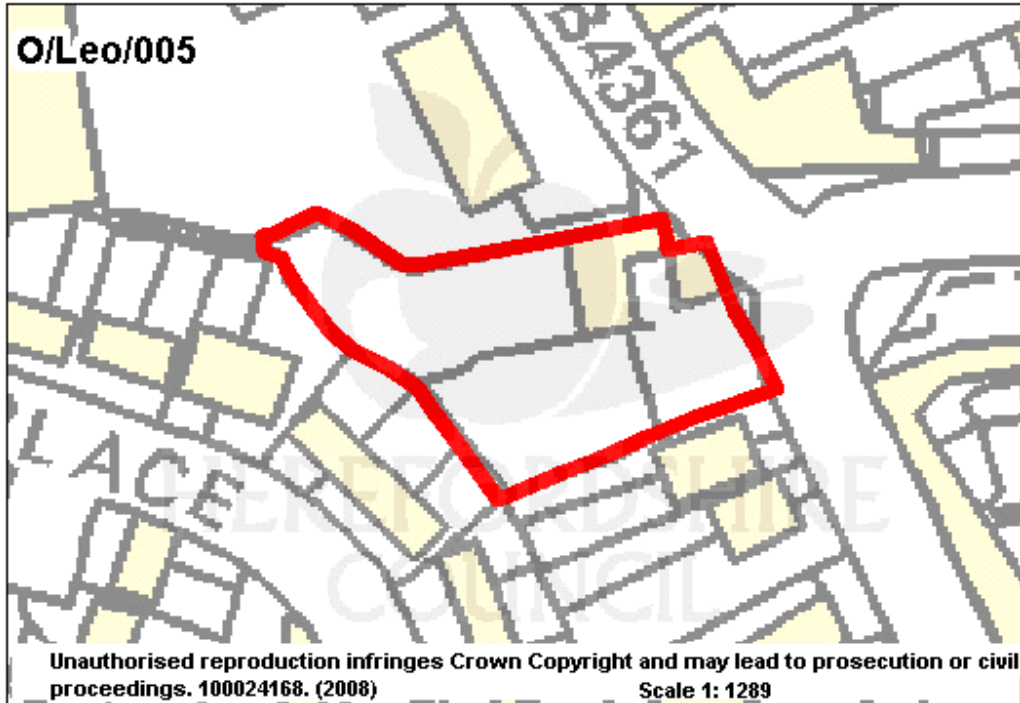 O/Leo/005
B4361
PLACE
HEREFORDSHIRE
COUNCIL
Unauthorised reproduction infringes Crown Copyright and may lead to prosecution or civil
proceedings. 100024168. (2008) Scale 1: 1289